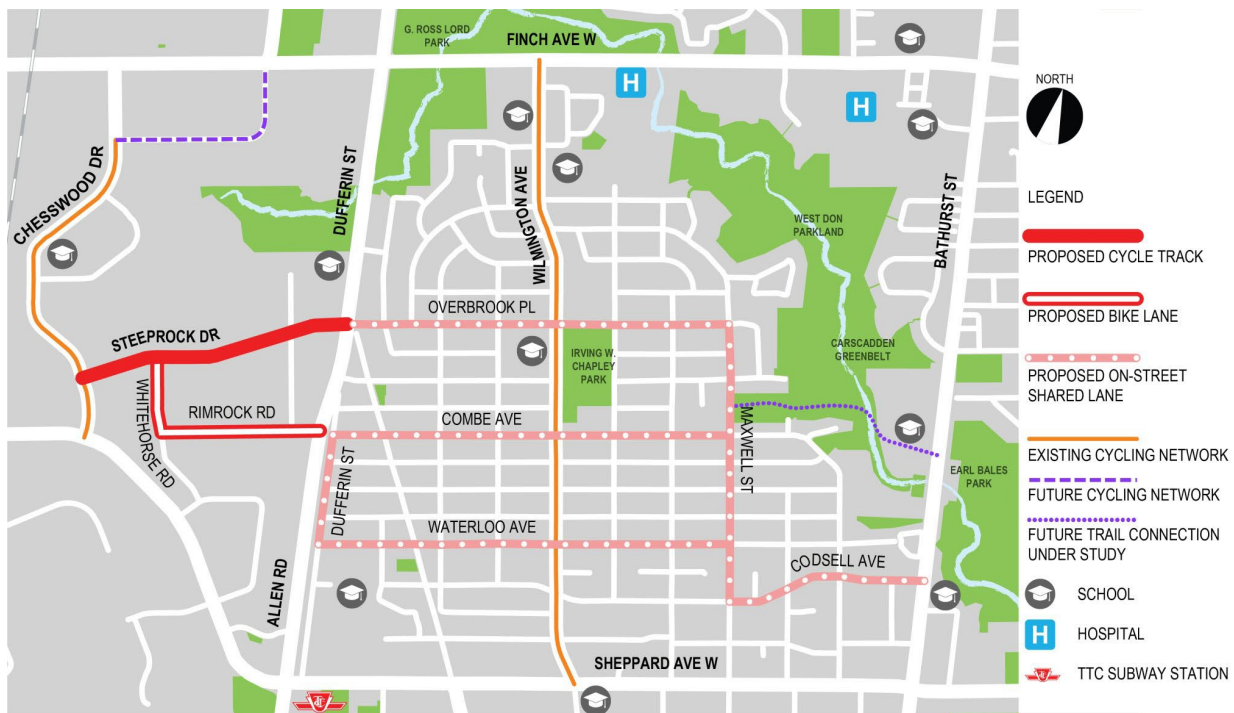 G. ROSS LORD
PARK
FINCH AVE W
H
H
CHESSWOOD DR
DUFFERIN ST
WILMINGTON AVE
BATHURST ST
WEST DON
PARKLAND
OVERBROOK PL
STEEPROCK DR
IRVING W.
CHAPLEY
PARK
CARSCADDEN
GREENBELT
WHITEHORSE RD
RIMROCK RD
COMBE AVE
MAXWELL ST
DUFFERIN ST
EARL BALES
PARK
WATERLOO AVE
CODSELL AVE
ALLEN RD
SHEPPARD AVE W
NORTH
LEGEND
PROPOSED CYCLE TRACK
PROPOSED BIKE LANE
PROPOSED ON-STREET
SHARED LANE
EXISTING CYCLING NETWORK
FUTURE CYCLING NETWORK
FUTURE TRAIL CONNECTION
UNDER STUDY
SCHOOL
H
HOSPITAL
TTC SUBWAY STATION